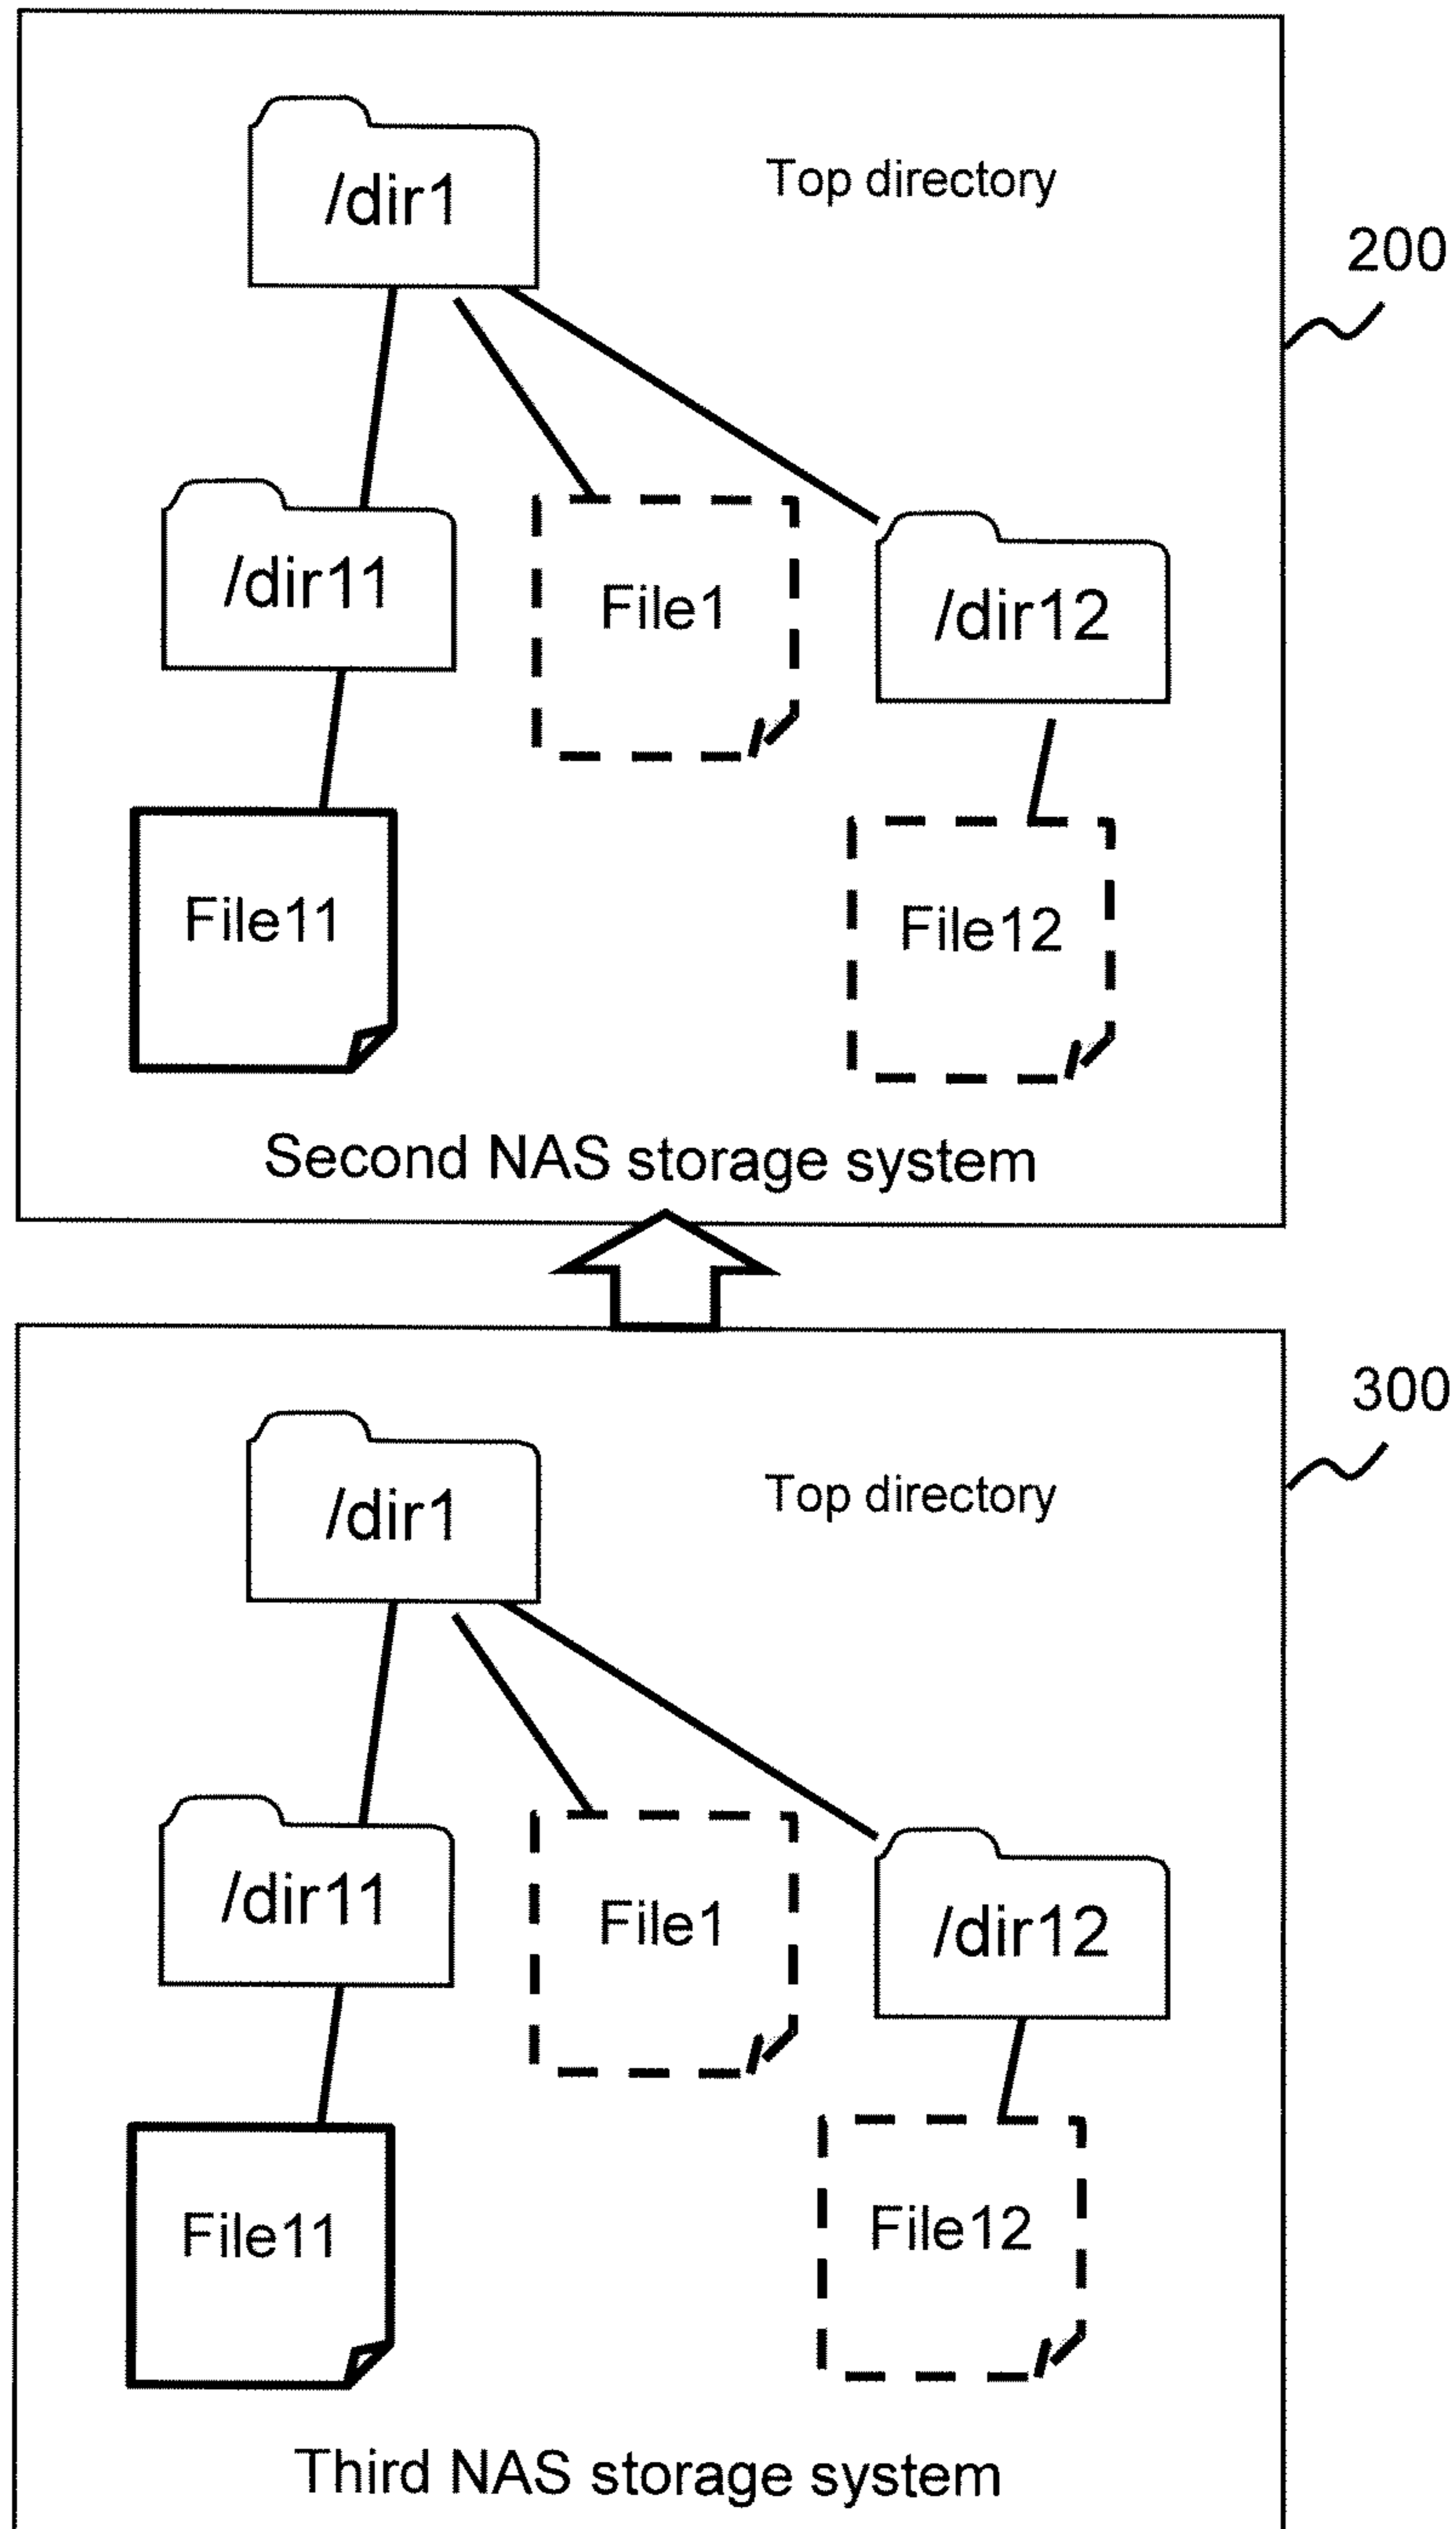 /dir1
Top directory
200
/dir11
File1
/dir12
File11
File12
Second NAS storage system
300
/dir1
Top directory
/dir11
File1
/dir12
File11
File12
Third NAS storage system